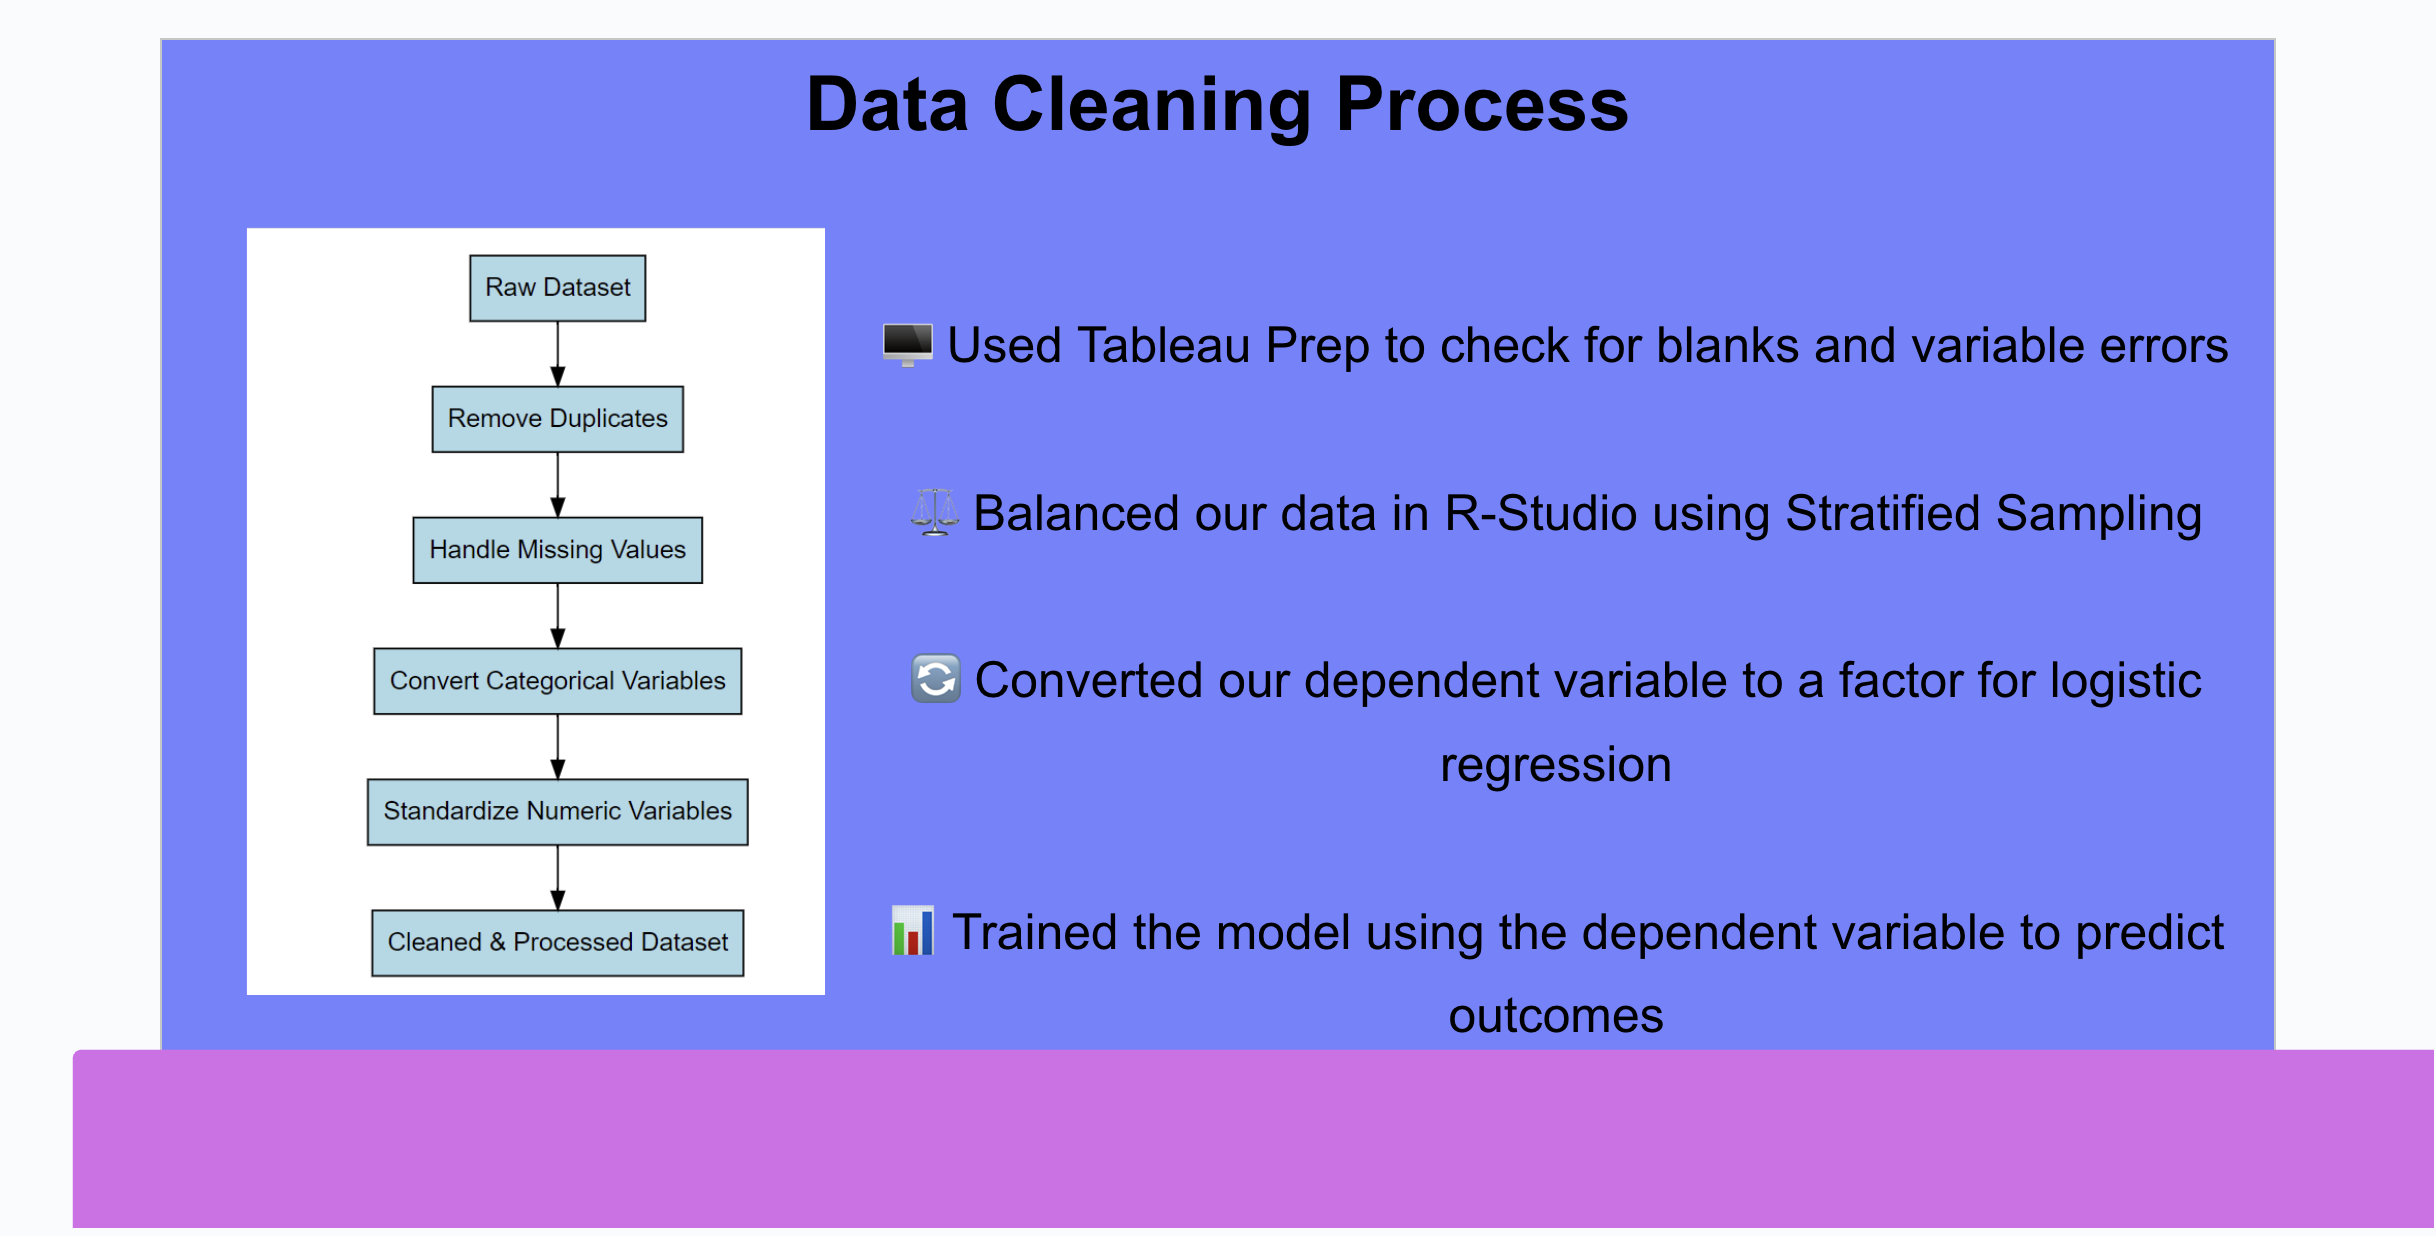 Data Cleaning Process
Raw Dataset
Remove Duplicates
Handle Missing Values
Convert Categorical Variables
Standardize Numeric Variables
Cleaned & Processed Dataset
🖥️ Used Tableau Prep to check for blanks and variable errors
⚖️ Balanced our data in R-Studio using Stratified Sampling
🔄 Converted our dependent variable to a factor for logistic
regression
📊 Trained the model using the dependent variable to predict
outcomes